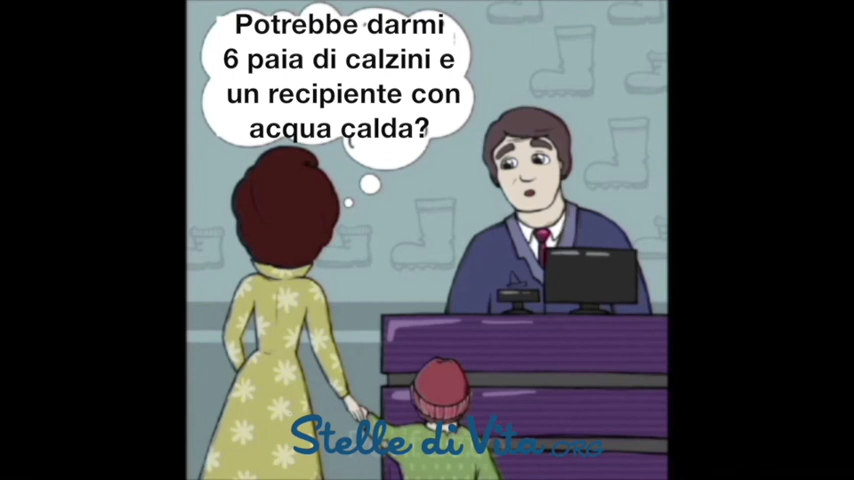 Potrebbe darmi
6 paia di calzini e
un recipiente con
acqua calda?
Stelle di Vita.ORG